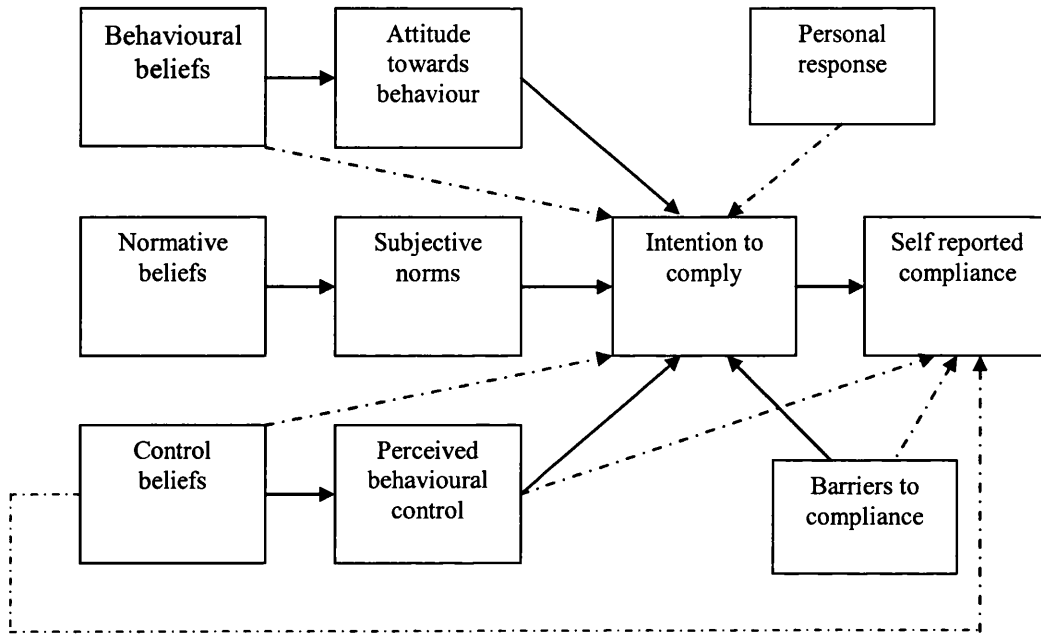 Behavioural
beliefs
Attitude
towards
behaviour
Personal
response
Normative
beliefs
Subjective
norms
Intention to
comply
Self reported
compliance
Control
beliefs
Perceived
behavioural
control
Barriers to
compliance